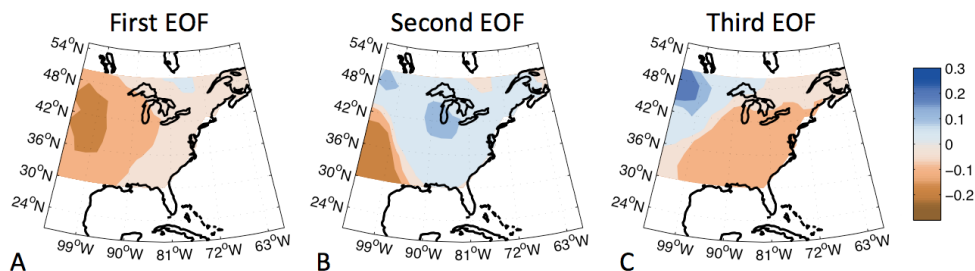 First EOF
Second EOF
Third EOF
54°N
48°N
42°N
36°N
30°N
24°N
99°W
90°W
81°W
72°W
63°W
A
54°N
48°N
42°N
36°N
30°N
24°N
99°W
90°W
81°W
72°W
63°W
B
54°N
48°N
42°N
36°N
30°N
24°N
99°W
90°W
81°W
72°W
63°W
C
0.3
0.2
0.1
0
−0.1
−0.2